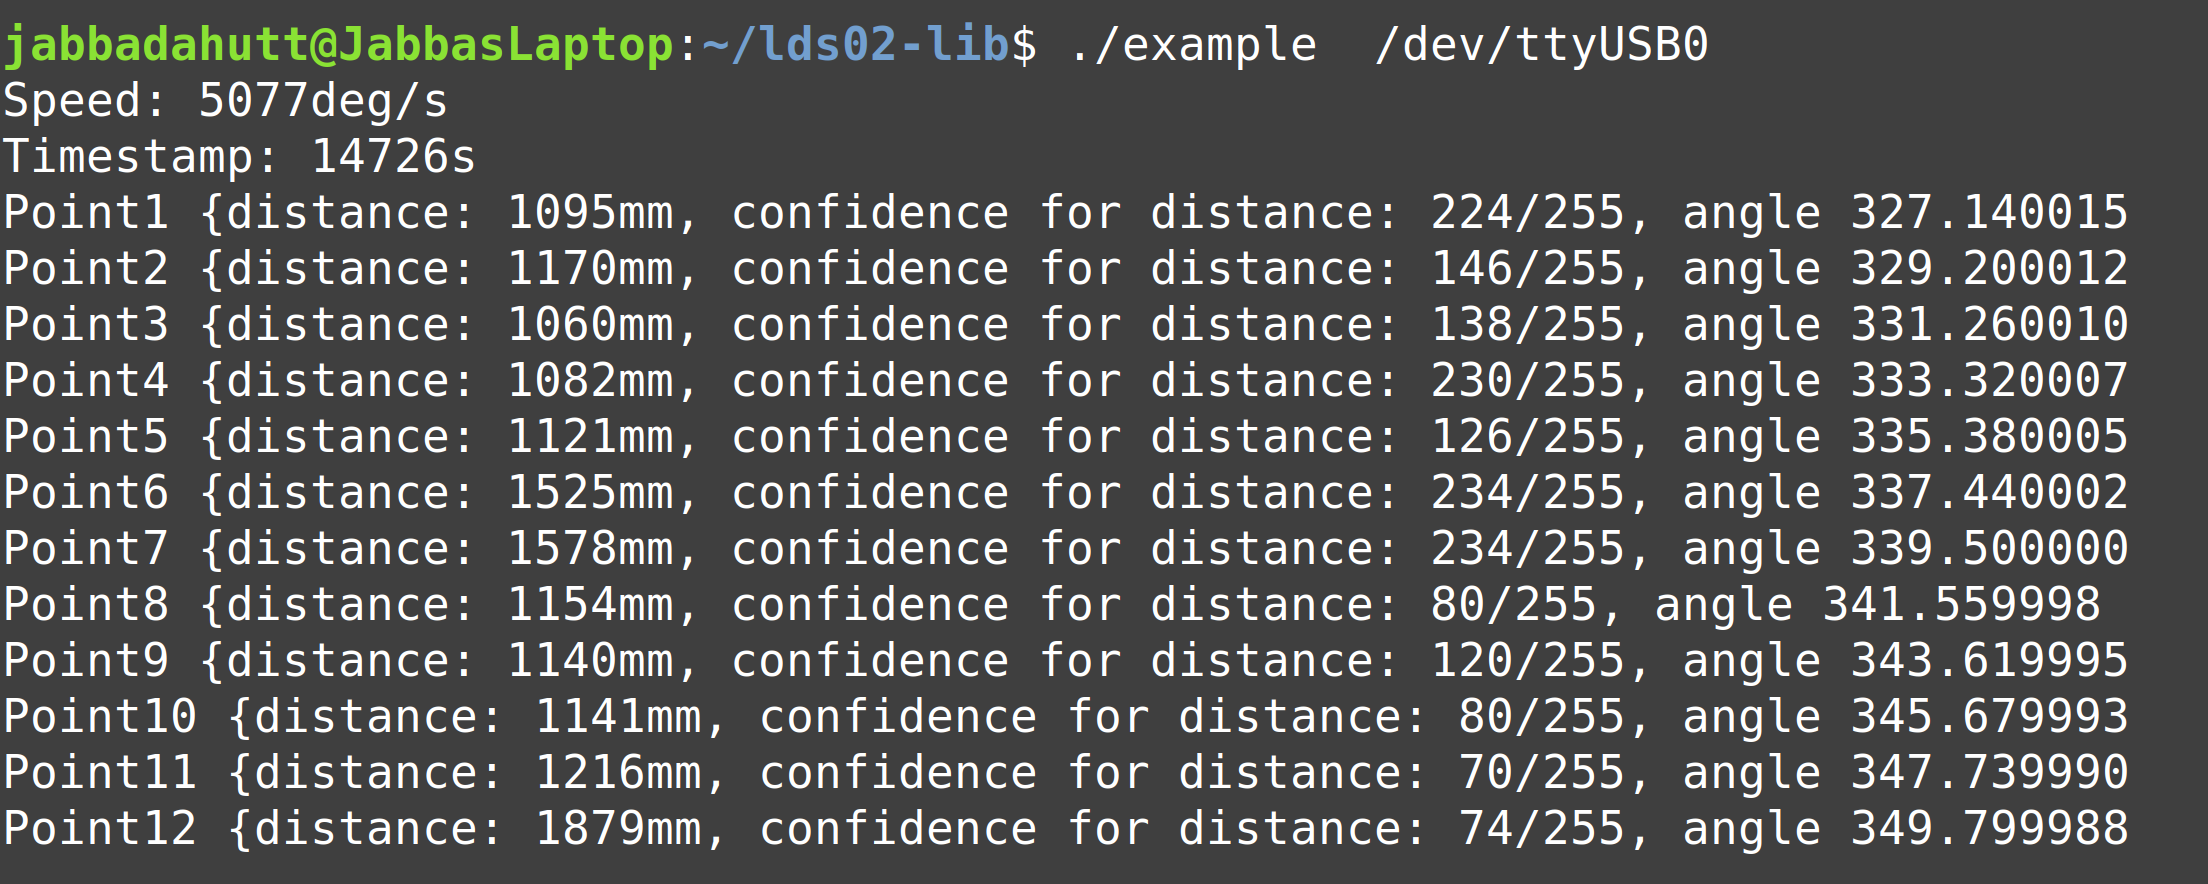 jabbadahutt@JabbasLaptop:~/lds02-lib$ ./example  /dev/ttyUSB0
Speed: 5077deg/s
Timestamp: 14726s
Point1 {distance: 1095mm, confidence for distance: 224/255, angle 327.140015
Point2 {distance: 1170mm, confidence for distance: 146/255, angle 329.200012
Point3 {distance: 1060mm, confidence for distance: 138/255, angle 331.260010
Point4 {distance: 1082mm, confidence for distance: 230/255, angle 333.320007
Point5 {distance: 1121mm, confidence for distance: 126/255, angle 335.380005
Point6 {distance: 1525mm, confidence for distance: 234/255, angle 337.440002
Point7 {distance: 1578mm, confidence for distance: 234/255, angle 339.500000
Point8 {distance: 1154mm, confidence for distance: 80/255, angle 341.559998
Point9 {distance: 1140mm, confidence for distance: 120/255, angle 343.619995
Point10 {distance: 1141mm, confidence for distance: 80/255, angle 345.679993
Point11 {distance: 1216mm, confidence for distance: 70/255, angle 347.739990
Point12 {distance: 1879mm, confidence for distance: 74/255, angle 349.799988